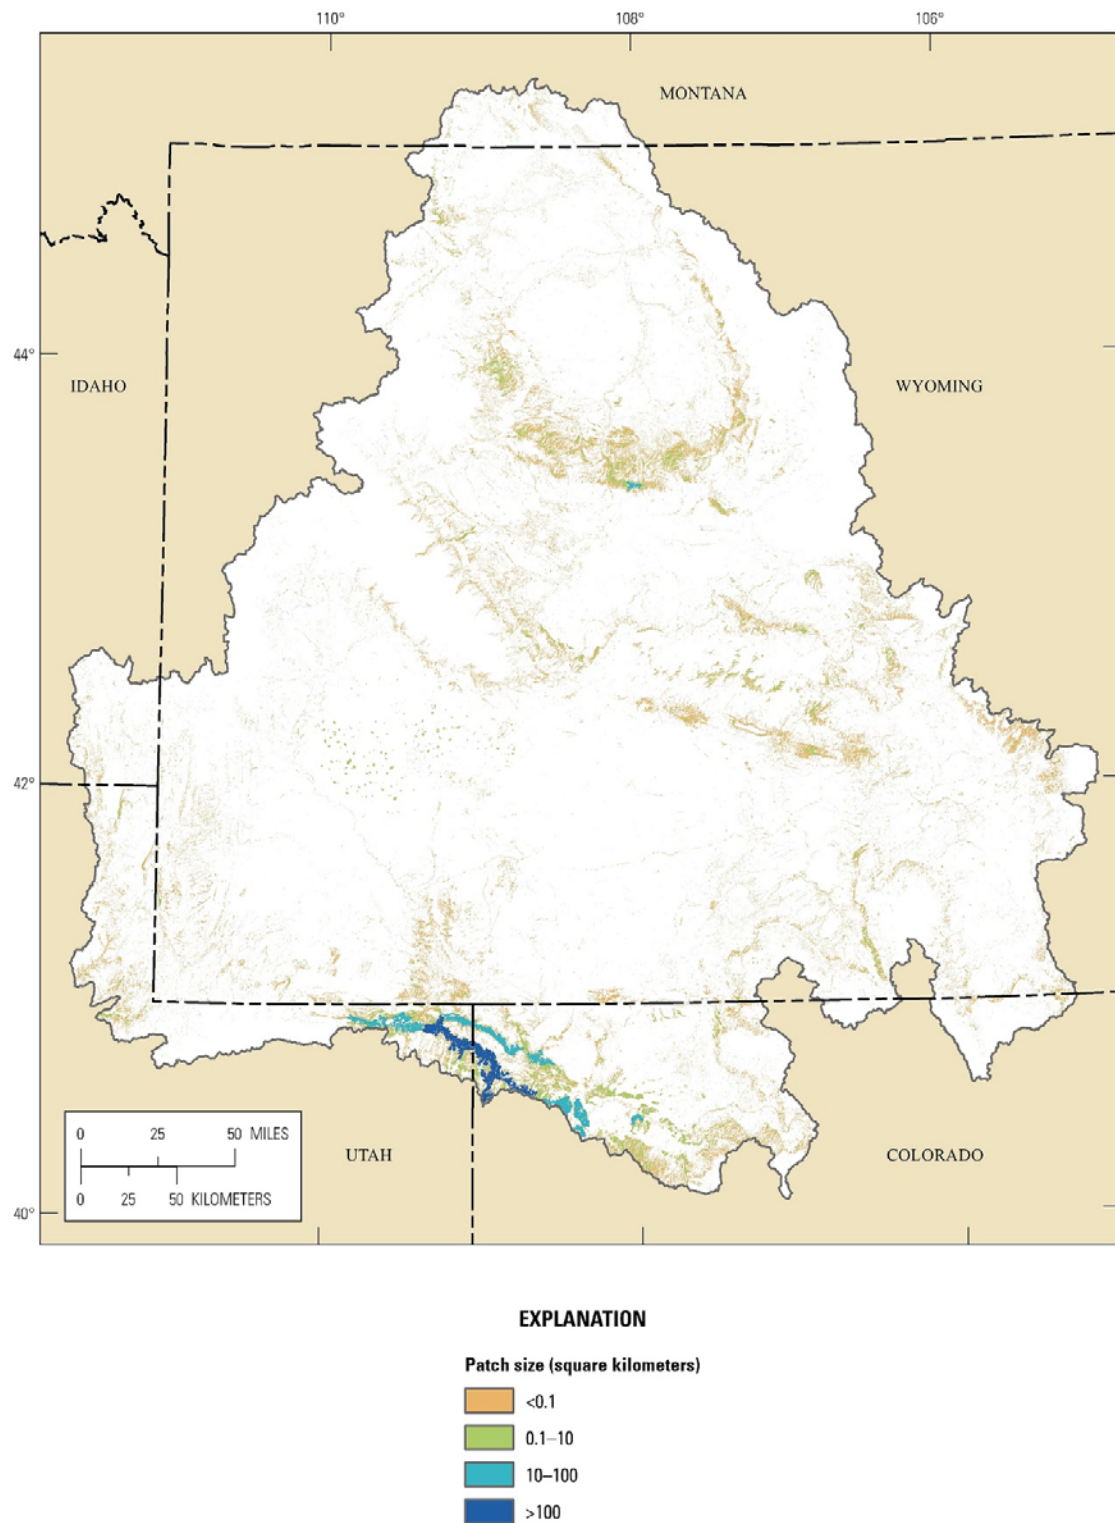 110° 108° 106°
MONTANA
44°
IDAHO WYOMING
42°
0 25 50 MILES
0 25 50 KILOMETERS
UTAH COLORADO
40°
EXPLANATION
Patch size (square kilometers)
<0.1
0.1–10
10–100
>100